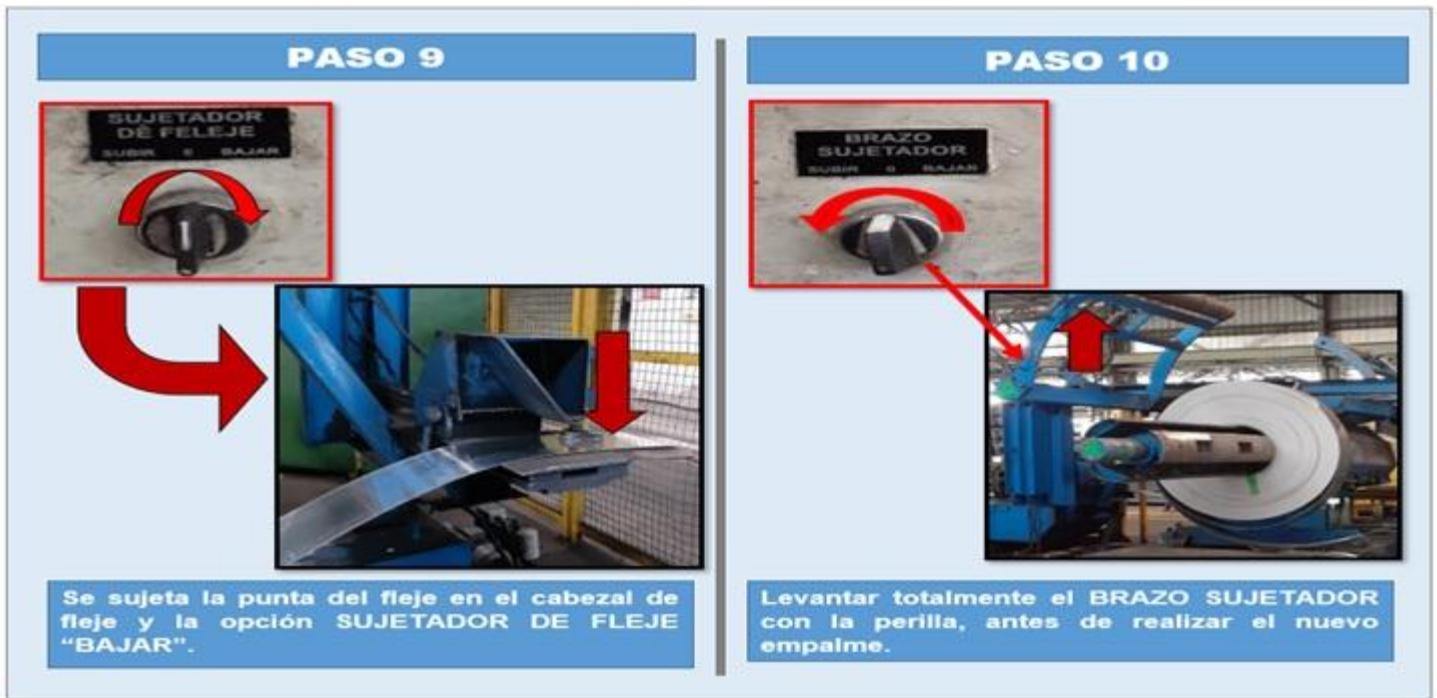 PASO 9
SUJETADOR
DE FELEJE
SUBIR 0 BAJAR
Se sujeta la punta del fleje en el cabezal de
fleje y la opción SUJETADOR DE FLEJE
“BAJAR”.
PASO 10
BRAZO
SUJETADOR
SUBIR 0 BAJAR
Levantar totalmente el BRAZO SUJETADOR
con la perilla, antes de realizar el nuevo
empalme.